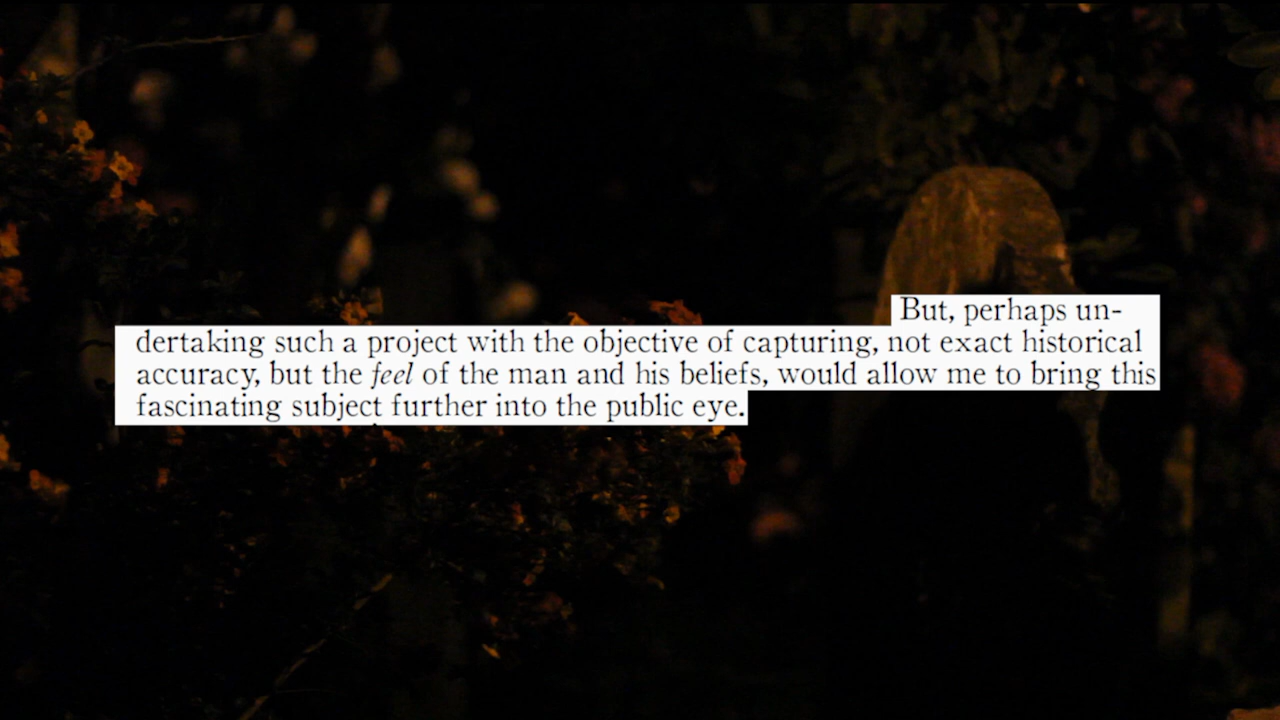 But, perhaps un-
dertaking such a project with the objective of capturing, not exact historical
accuracy, but the feel of the man and his beliefs, would allow me to bring this
fascinating subject further into the public eye.